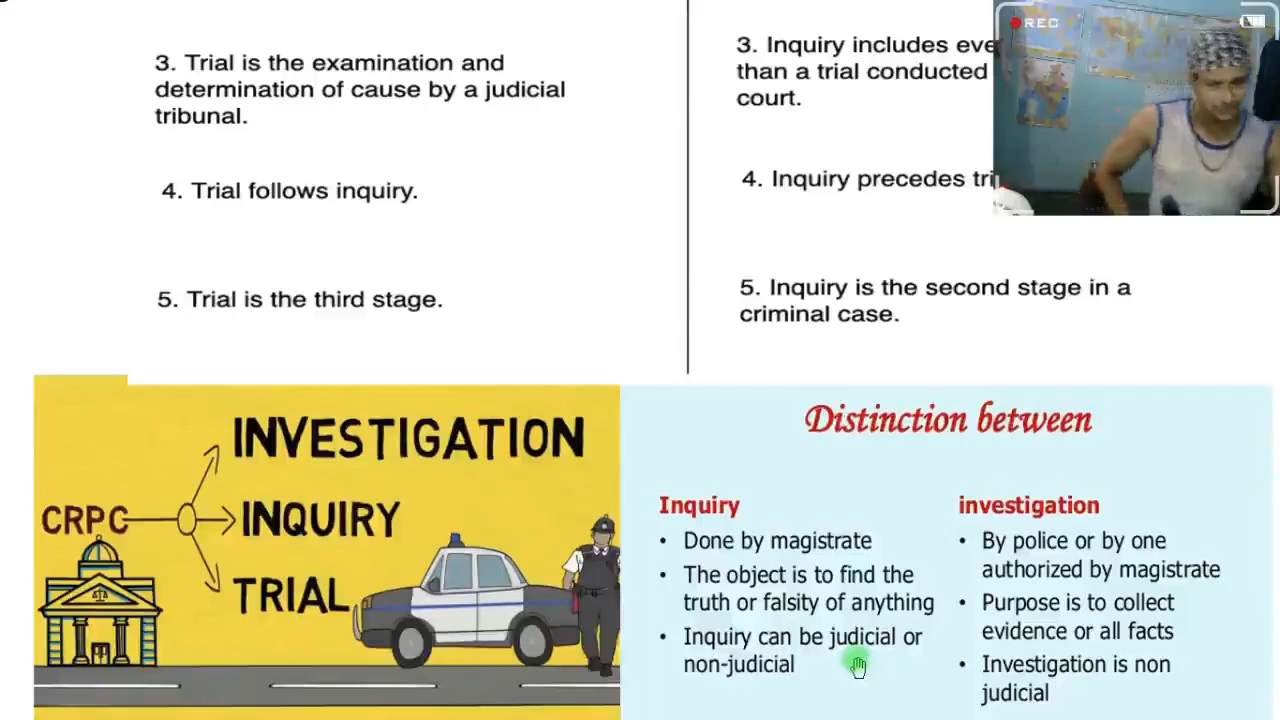 3. Trial is the examination and
determination of cause by a judicial
tribunal.
4. Trial follows inquiry.
5. Trial is the third stage.
3. Inquiry includes eve
than a trial conducted
court.
4. Inquiry precedes tri
5. Inquiry is the second stage in a
criminal case.
REC
CRPC
INVESTIGATION
INQUIRY
TRIAL
Distinction between
Inquiry
• Done by magistrate
• The object is to find the
truth or falsity of anything
• Inquiry can be judicial or
non-judicial
investigation
• By police or by one
authorized by magistrate
• Purpose is to collect
evidence or all facts
• Investigation is non
judicial